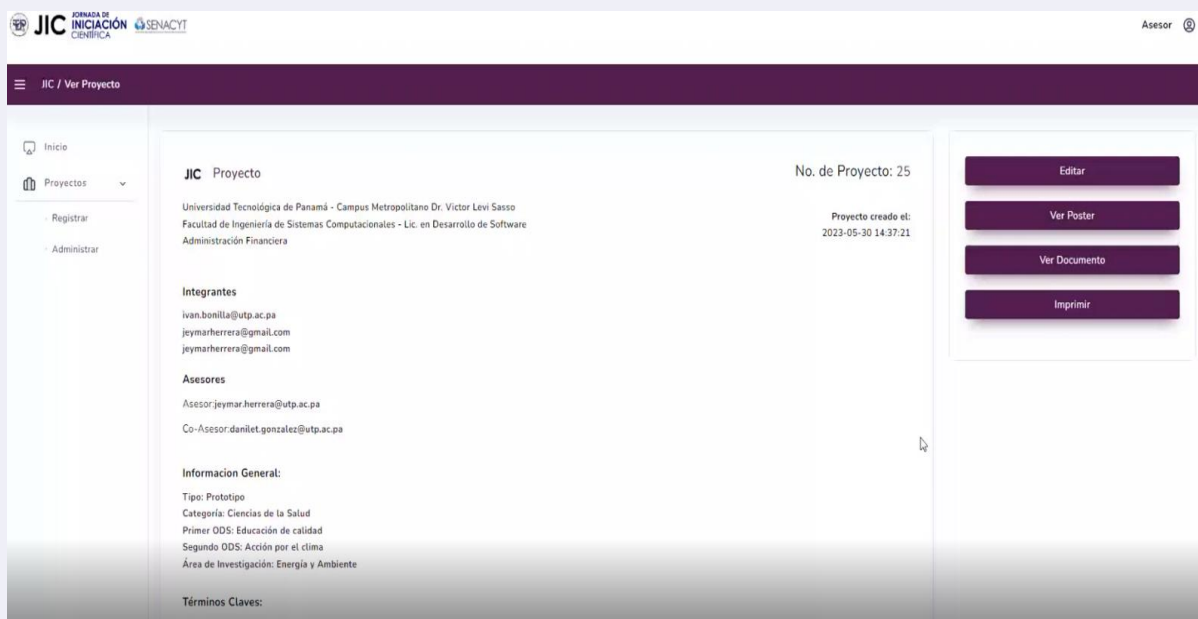 JIC JORNADA DE
INICIACIÓN
CIENTÍFICA
SENACYT
Asesor
JIC / Ver Proyecto
Inicio
Proyectos
Registrar
Administrar
JIC Proyecto
No. de Proyecto: 25
Universidad Tecnológica de Panamá - Campus Metropolitano Dr. Victor Levi Sasso
Facultad de Ingeniería de Sistemas Computacionales - Lic. en Desarrollo de Software
Administración Financiera
Proyecto creado el:
2023-05-30 14:37:21
Integrantes
ivan.bonilla@utp.ac.pa
jeymarherrera@gmail.com
jeymarherrera@gmail.com
Asesores
Asesor:jeymar.herrera@utp.ac.pa
Co-Asesor:danilet.gonzalez@utp.ac.pa
Informacion General:
Tipo: Prototipo
Categoría: Ciencias de la Salud
Primer ODS: Educación de calidad
Segundo ODS: Acción por el clima
Área de Investigación: Energía y Ambiente
Términos Claves:
Editar
Ver Poster
Ver Documento
Imprimir